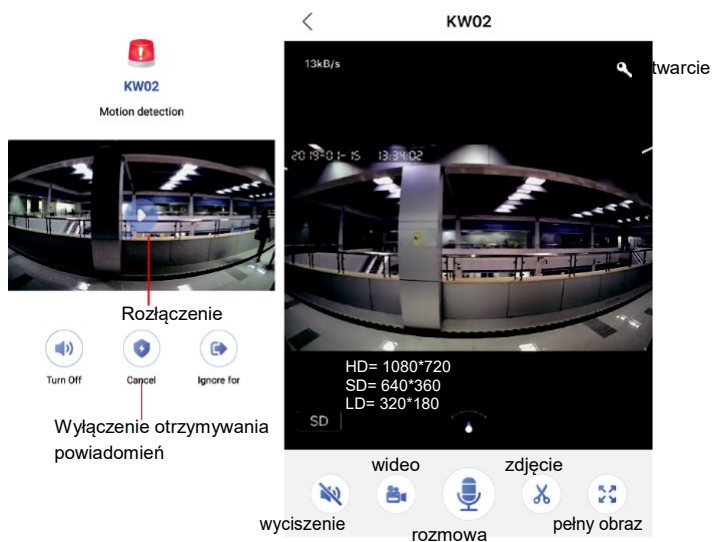 KW02
Motion detection
Rozłączenie
Turn Off
Cancel
Ignore for
Wyłączenie otrzymywania
powiadomień
KW02
13kB/s
twarcie
2019-01-15 13:34:02
HD= 1080*720
SD= 640*360
LD= 320*180
SD
wideo
zdjęcie
wyciszenie
rozmowa
pełny obraz